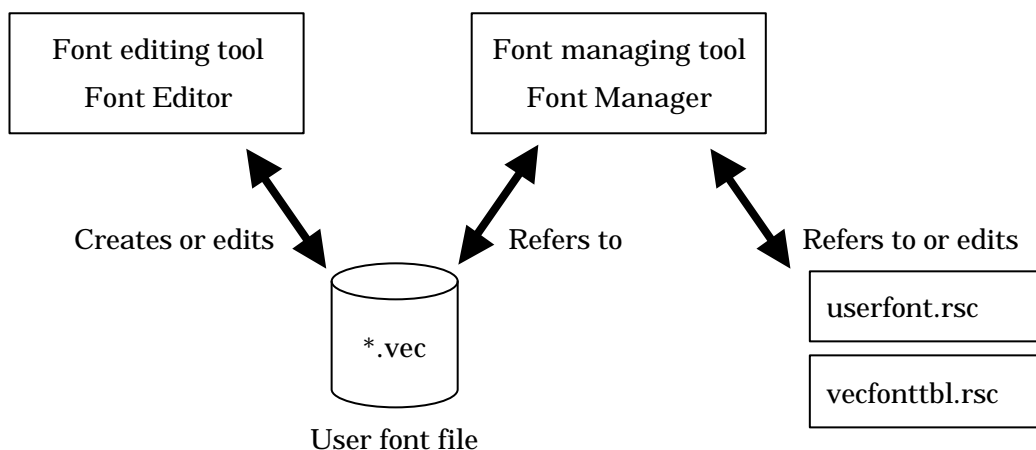 Font editing tool
Font Editor
Font managing tool
Font Manager
Creates or edits
Refers to
Refers to or edits
*.vec
User font file
userfont.rsc
vecfonttbl.rsc